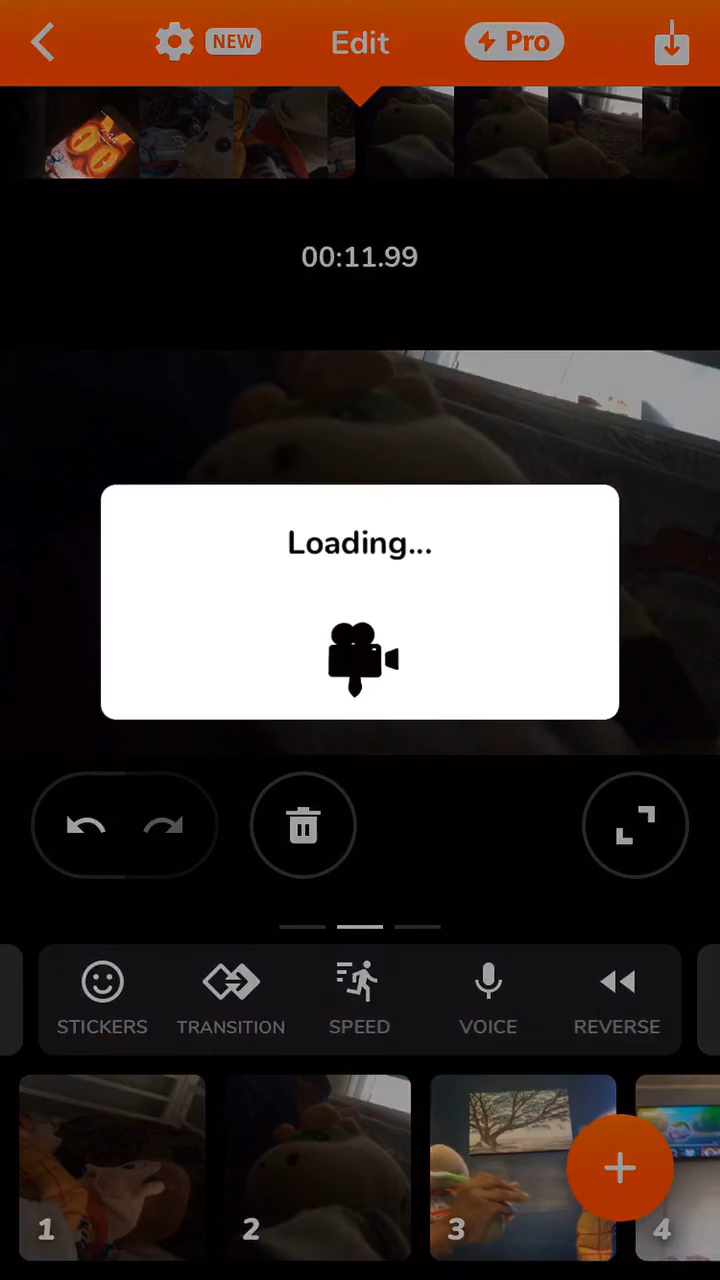 NEW
Edit
Pro
00:11.99
Loading...
STICKERS
TRANSITION
SPEED
VOICE
REVERSE
1
2
3
4